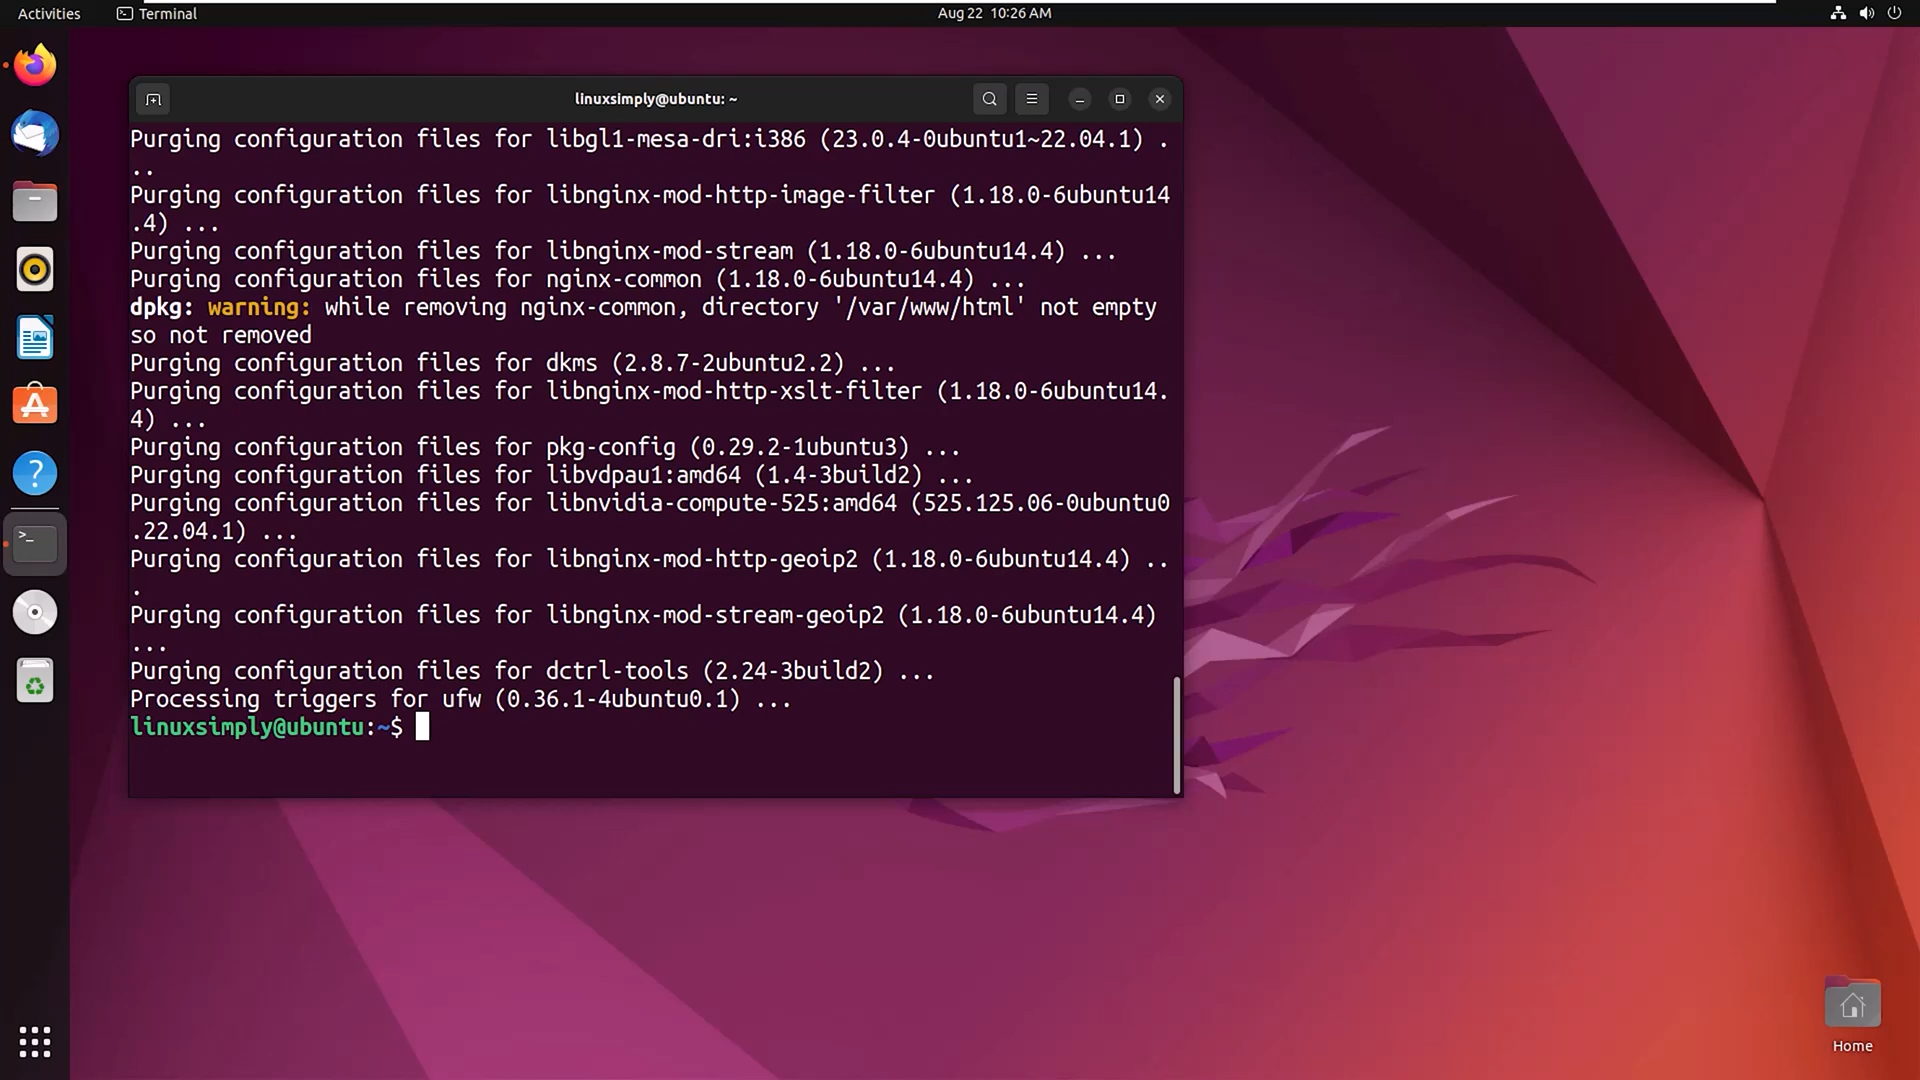 Activities
Terminal
Aug 22 10:26 AM
linuxsimply@ubuntu: ~
Purging configuration files for libgl1-mesa-dri:i386 (23.0.4-0ubuntu1~22.04.1) .
..
Purging configuration files for libnginx-mod-http-image-filter (1.18.0-6ubuntu14
.4) ...
Purging configuration files for libnginx-mod-stream (1.18.0-6ubuntu14.4) ...
Purging configuration files for nginx-common (1.18.0-6ubuntu14.4) ...
dpkg: warning: while removing nginx-common, directory '/var/www/html' not empty
so not removed
Purging configuration files for dkms (2.8.7-2ubuntu2.2) ...
Purging configuration files for libnginx-mod-http-xslt-filter (1.18.0-6ubuntu14.
4) ...
Purging configuration files for pkg-config (0.29.2-1ubuntu3) ...
Purging configuration files for libvdpau1:amd64 (1.4-3build2) ...
Purging configuration files for libnvidia-compute-525:amd64 (525.125.06-0ubuntu0
.22.04.1) ...
Purging configuration files for libnginx-mod-http-geoip2 (1.18.0-6ubuntu14.4) ..
.
Purging configuration files for libnginx-mod-stream-geoip2 (1.18.0-6ubuntu14.4)
...
Purging configuration files for dctrl-tools (2.24-3build2) ...
Processing triggers for ufw (0.36.1-4ubuntu0.1) ...
linuxsimply@ubuntu:~$
Home